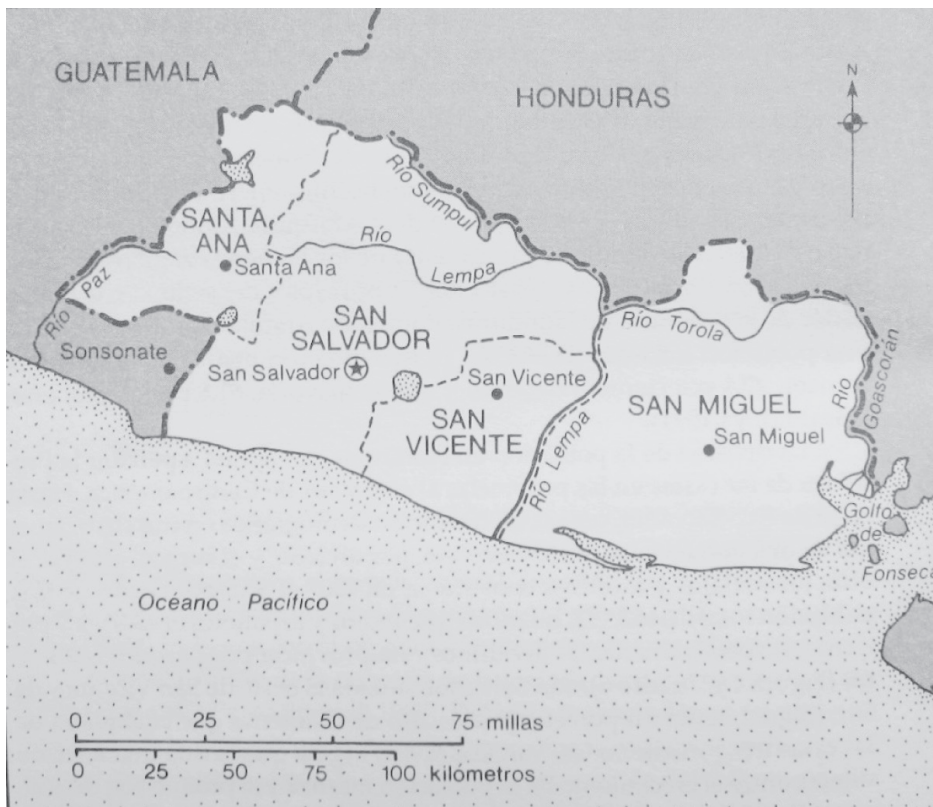 GUATEMALA
HONDURAS
N
Río Sumpul
SANTA
ANA
Santa Ana
Río
Lempa
Río Paz
Sonsonate
SAN
SALVADOR
San Salvador
San Vicente
SAN
VICENTE
Río Lempa
Río Torola
SAN MIGUEL
San Miguel
Río Goascorán
Golfo
de
Fonseca
Océano Pacífico
0 25 50 75 millas
0 25 50 75 100 kilómetros